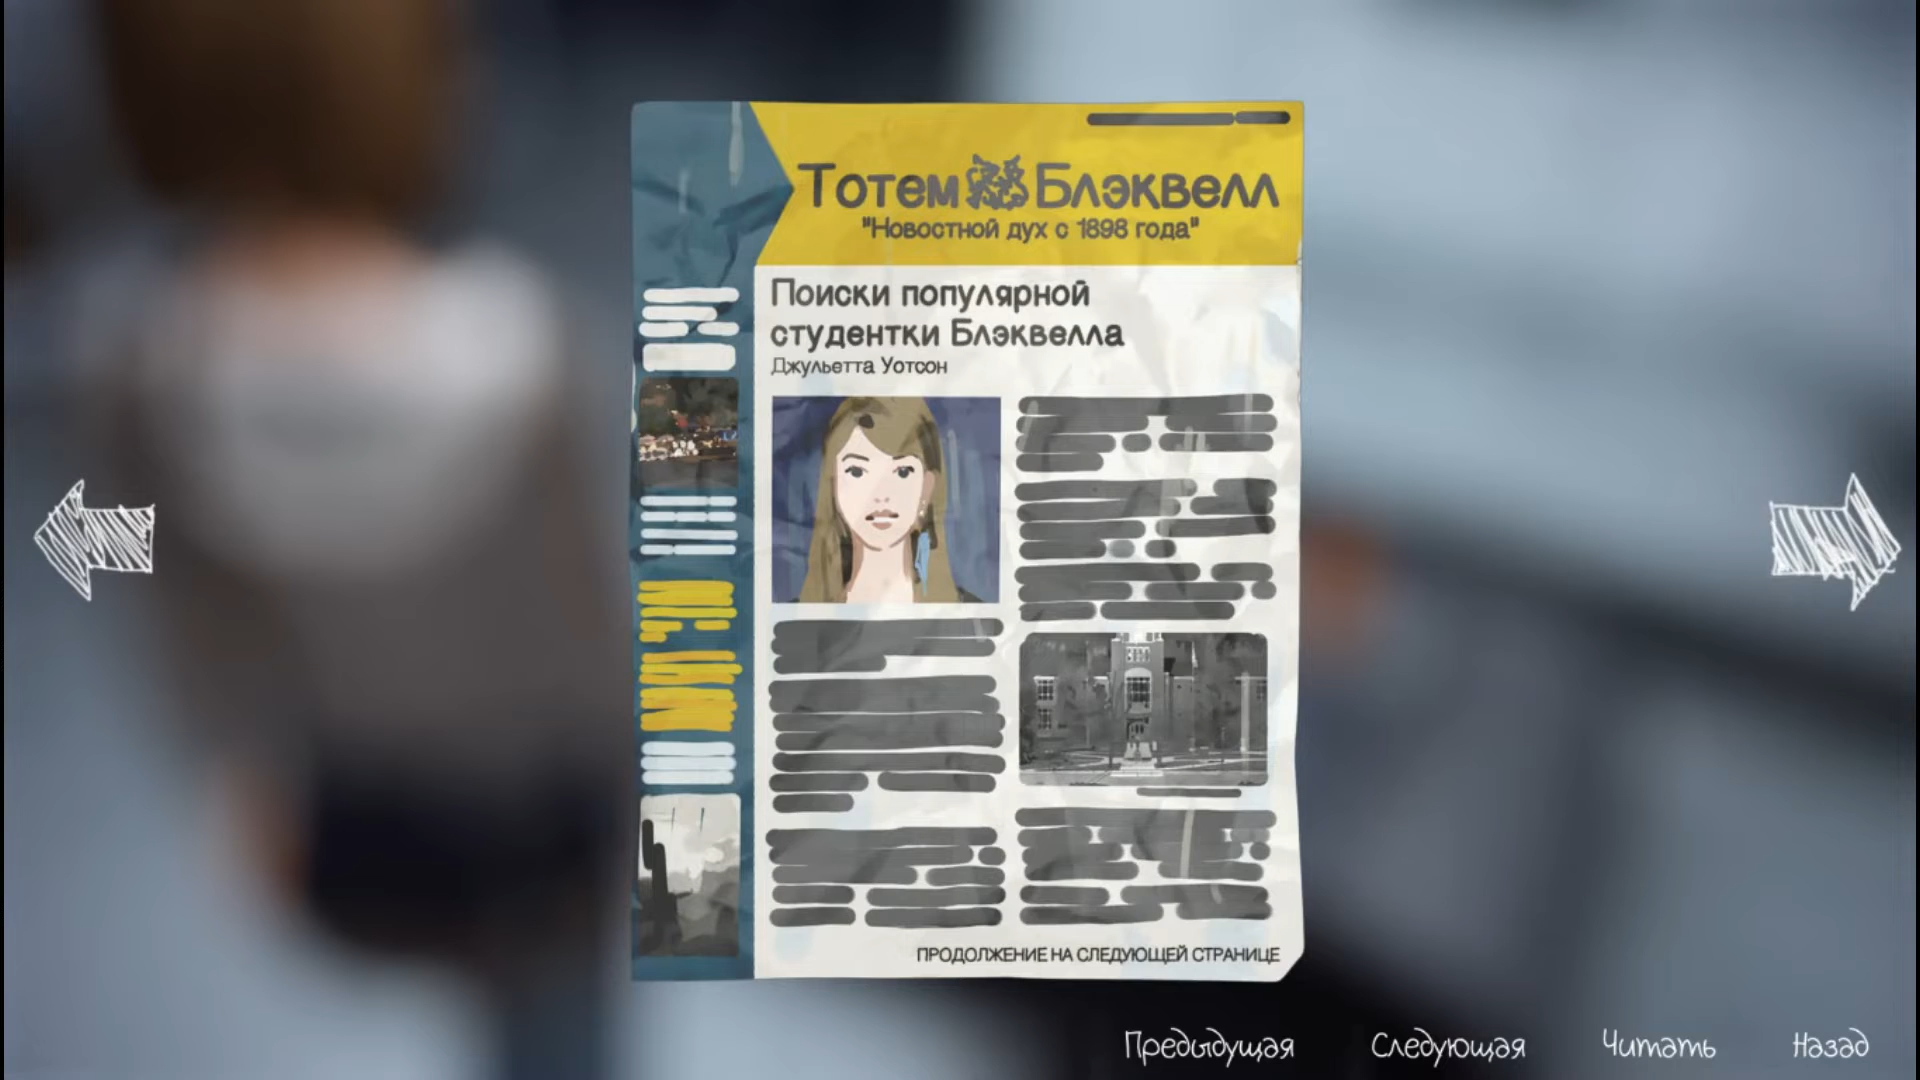 Тотем Блэквелл
"Новостной дух с 1898 года"
Поиски популярной
студентки Блэквелла
Джульетта Уотсон
ПРОДОЛЖЕНИЕ НА СЛЕДУЮЩЕЙ СТРАНИЦЕ
Предыдущая Следующая Читать Назад